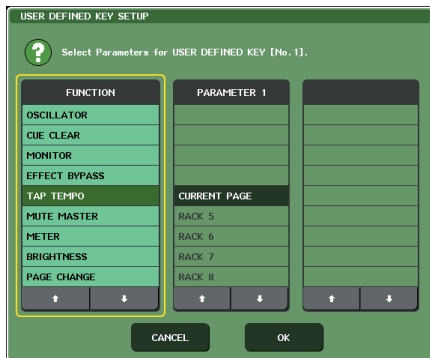 USER DEFINED KEY SETUP
?
Select Parameters for USER DEFINED KEY [No.1].
FUNCTION
PARAMETER 1
OSCILLATOR
CUE CLEAR
MONITOR
EFFECT BYPASS
TAP TEMPO
CURRENT PAGE
MUTE MASTER
RACK 5
METER
RACK 6
BRIGHTNESS
RACK 7
PAGE CHANGE
RACK 8
CANCEL
OK